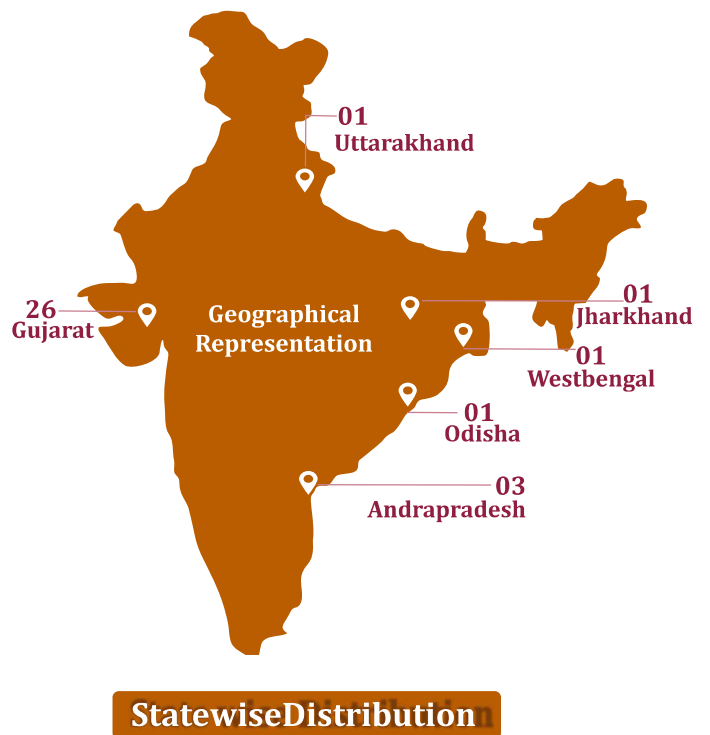 01
Uttarakhand
26
Gujarat
Geographical
Representation
01
Jharkhand
01
Westbengal
01
Odisha
03
Andrapradesh
StatewiseDistribution